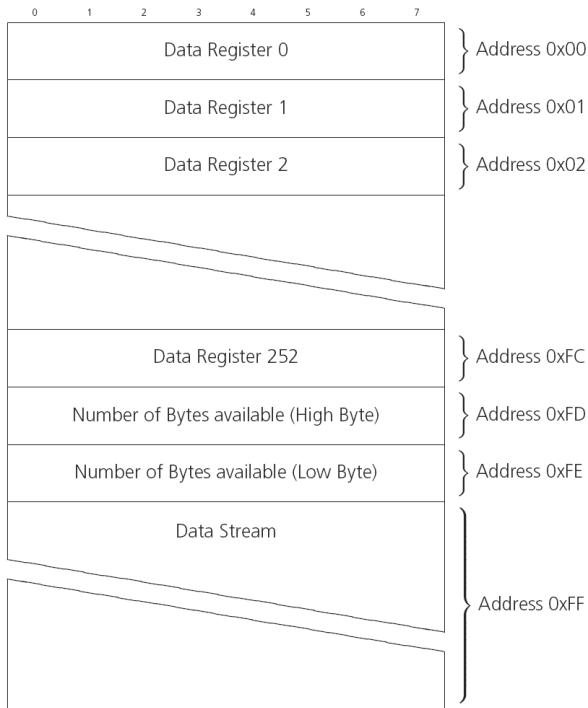 0 1 2 3 4 5 6 7
Data Register 0 Address 0x00
Data Register 1 Address 0x01
Data Register 2 Address 0x02
Data Register 252 Address 0xFC
Number of Bytes available (High Byte) Address 0xFD
Number of Bytes available (Low Byte) Address 0xFE
Data Stream
Address 0xFF